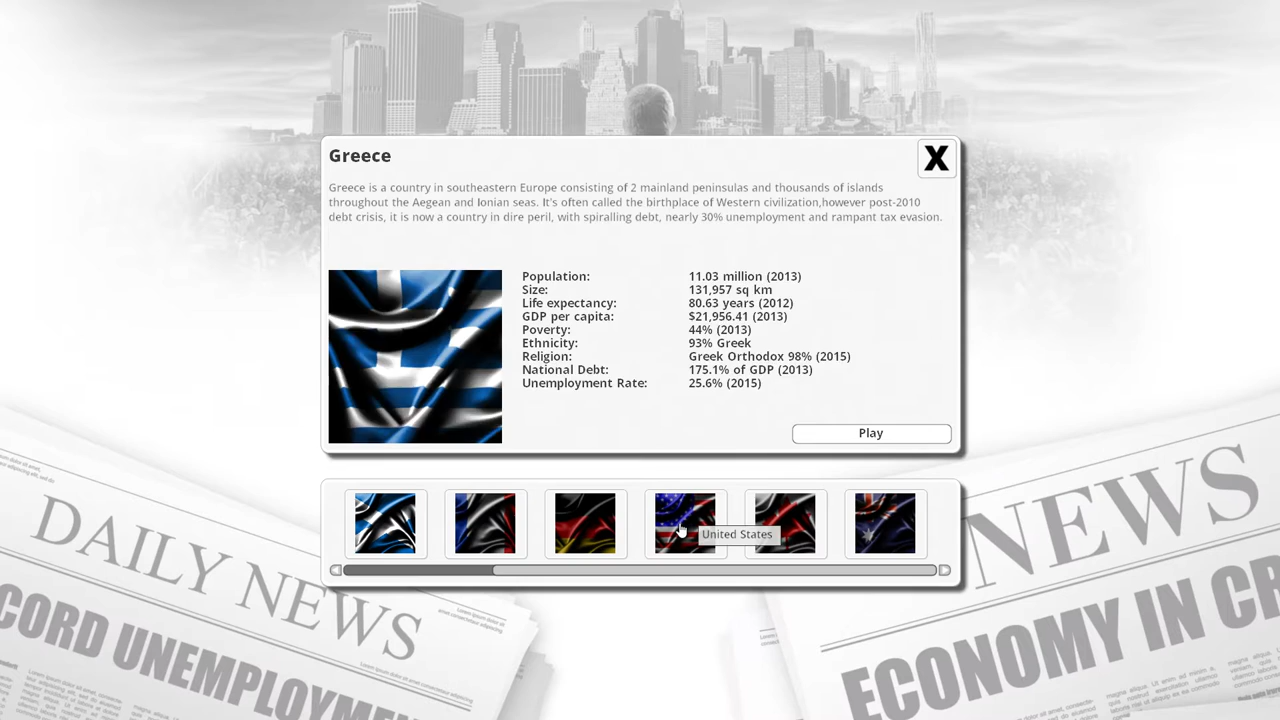 Greece
X
Greece is a country in southeastern Europe consisting of 2 mainland peninsulas and thousands of islands
throughout the Aegean and Ionian seas. It's often called the birthplace of Western civilization,however post-2010
debt crisis, it is now a country in dire peril, with spiralling debt, nearly 30% unemployment and rampant tax evasion.
Population: 11.03 million (2013)
Size: 131,957 sq km
Life expectancy: 80.63 years (2012)
GDP per capita: $21,956.41 (2013)
Poverty: 44% (2013)
Ethnicity: 93% Greek
Religion: Greek Orthodox 98% (2015)
National Debt: 175.1% of GDP (2013)
Unemployment Rate: 25.6% (2015)
Play
United States
DAILY NEWS
CORD UNEMPLOYME
NEWS
ECONOMY IN CR